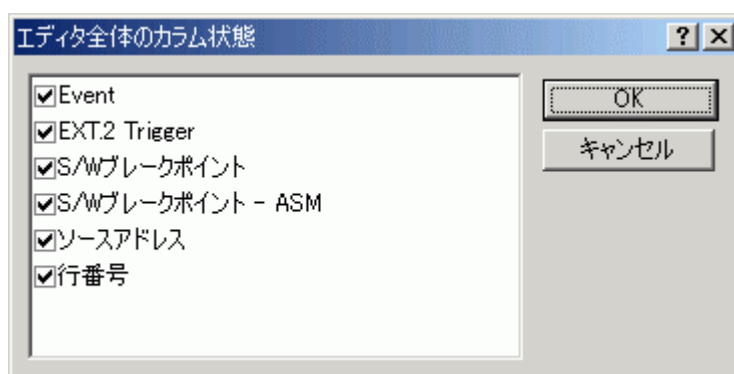 エディタ全体のカラム状態
Event
EXT.2 Trigger
S/Wブレークポイント
S/Wブレークポイント - ASM
ソースアドレス
行番号
OK
キャンセル